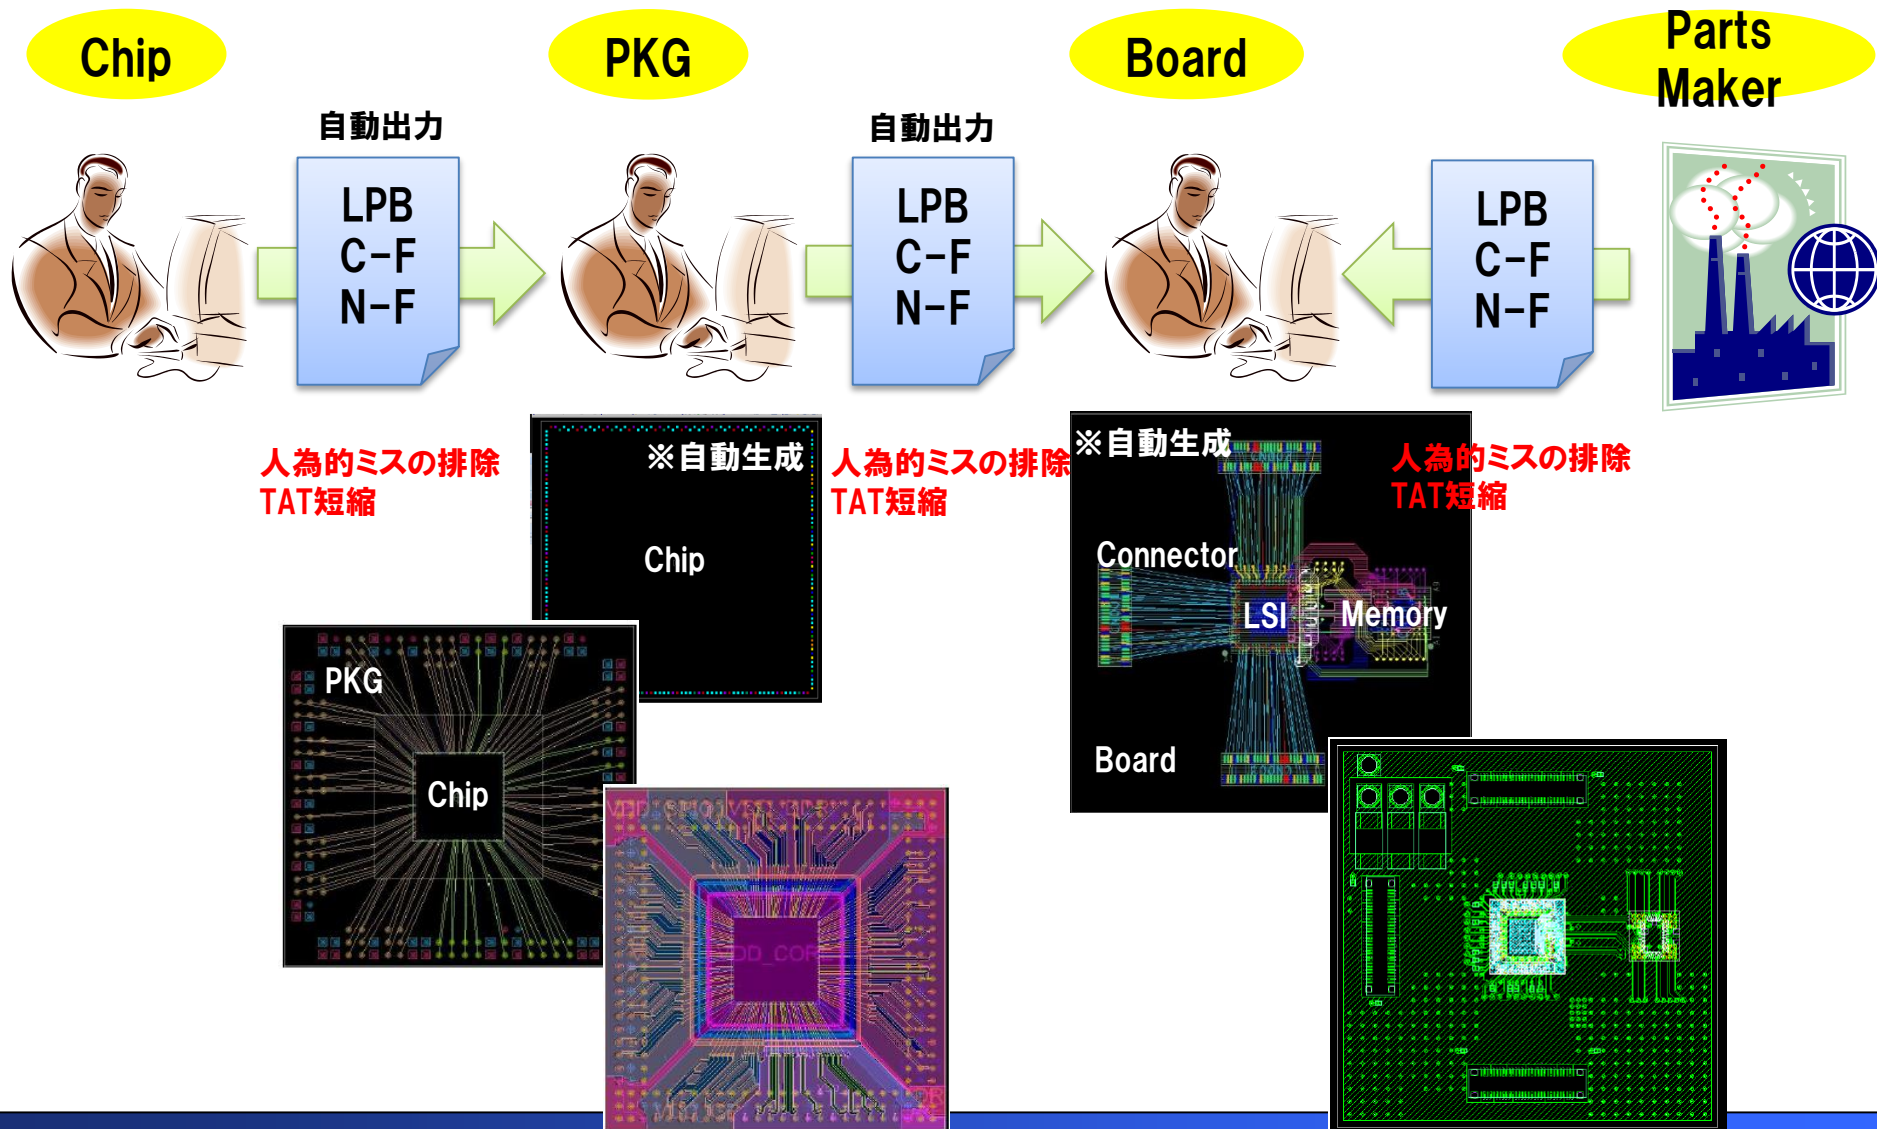 Chip
PKG
Board
Parts
Maker
自動出力
自動出力
LPB
C-F
N-F
LPB
C-F
N-F
LPB
C-F
N-F
人為的ミスの排除
TAT短縮
※自動生成
Chip
人為的ミスの排除
TAT短縮
※自動生成
Connector
LSI
Memory
Board
人為的ミスの排除
TAT短縮
PKG
Chip